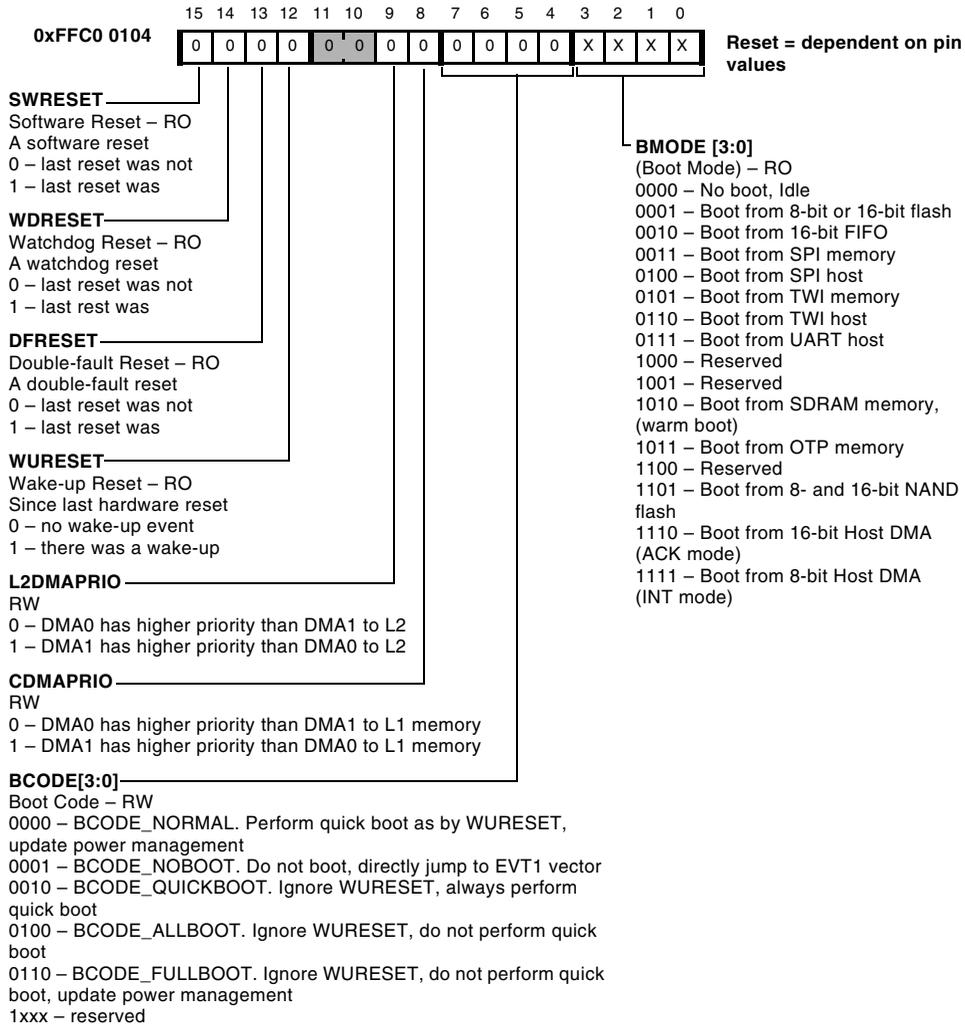 15 14 13 12 11 10 9 8 7 6 5 4 3 2 1 0
0xFFC0 0104
0 0 0 0 0 0 0 0 0 0 0 0 X X X X
Reset = dependent on pin
values
SWRESET
Software Reset – RO
A software reset
0 – last reset was not
1 – last reset was
WDRESET
Watchdog Reset – RO
A watchdog reset
0 – last reset was not
1 – last rest was
DFRESET
Double-fault Reset – RO
A double-fault reset
0 – last reset was not
1 – last reset was
WURESET
Wake-up Reset – RO
Since last hardware reset
0 – no wake-up event
1 – there was a wake-up
L2DMAPRIO
RW
0 – DMA0 has higher priority than DMA1 to L2
1 – DMA1 has higher priority than DMA0 to L2
CDMAPRIO
RW
0 – DMA0 has higher priority than DMA1 to L1 memory
1 – DMA1 has higher priority than DMA0 to L1 memory
BCODE[3:0]
Boot Code – RW
0000 – BCODE_NORMAL. Perform quick boot as by WURESET,
update power management
0001 – BCODE_NOBOOT. Do not boot, directly jump to EVT1 vector
0010 – BCODE_QUICKBOOT. Ignore WURESET, always perform
quick boot
0100 – BCODE_ALLBOOT. Ignore WURESET, do not perform quick
boot
0110 – BCODE_FULLBOOT. Ignore WURESET, do not perform quick
boot, update power management
1xxx – reserved
BMODE [3:0]
(Boot Mode) – RO
0000 – No boot, Idle
0001 – Boot from 8-bit or 16-bit flash
0010 – Boot from 16-bit FIFO
0011 – Boot from SPI memory
0100 – Boot from SPI host
0101 – Boot from TWI memory
0110 – Boot from TWI host
0111 – Boot from UART host
1000 – Reserved
1001 – Reserved
1010 – Boot from SDRAM memory,
(warm boot)
1011 – Boot from OTP memory
1100 – Reserved
1101 – Boot from 8- and 16-bit NAND
flash
1110 – Boot from 16-bit Host DMA
(ACK mode)
1111 – Boot from 8-bit Host DMA
(INT mode)